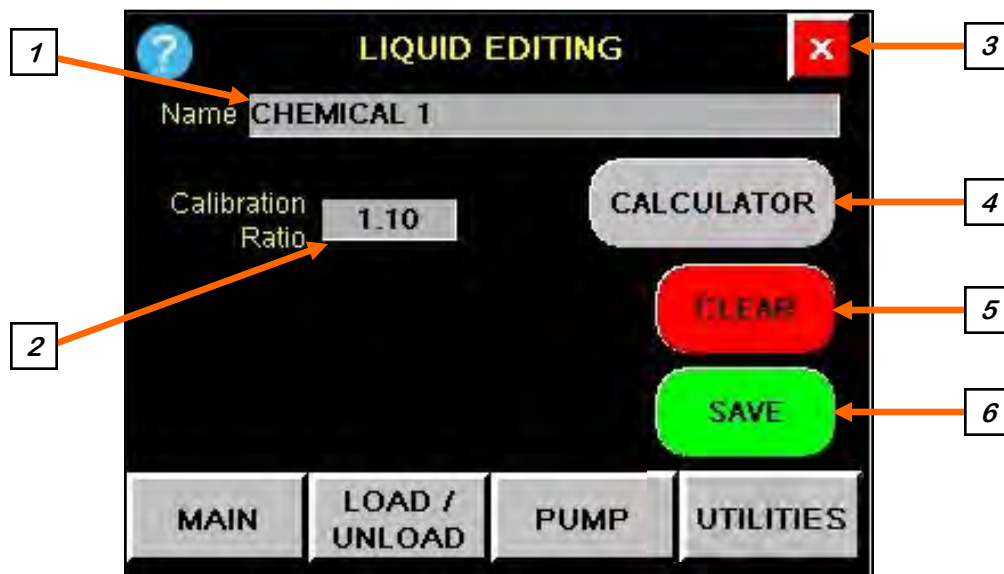 1
?
LIQUID EDITING
X
3
Name CHEMICAL 1
Calibration
Ratio
1.10
CALCULATOR
4
CLEAR
5
2
SAVE
6
MAIN
LOAD /
UNLOAD
PUMP
UTILITIES